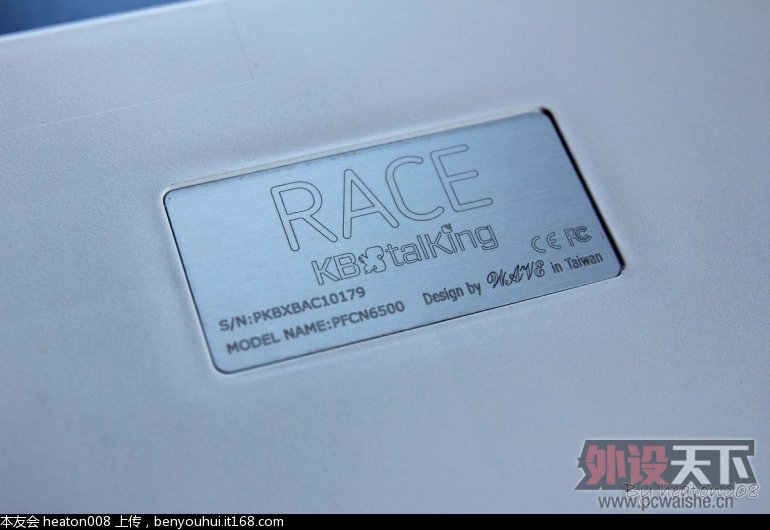 RACE
KBtalKing
CE FC
S/N:PKBXBAC10179
MODEL NAME:PFCN6500
Design by WAVE in Taiwan
外设天下
By heaton008
www.pcwaishe.cn
本友会 heaton008 上传，benyouhui.it168.com